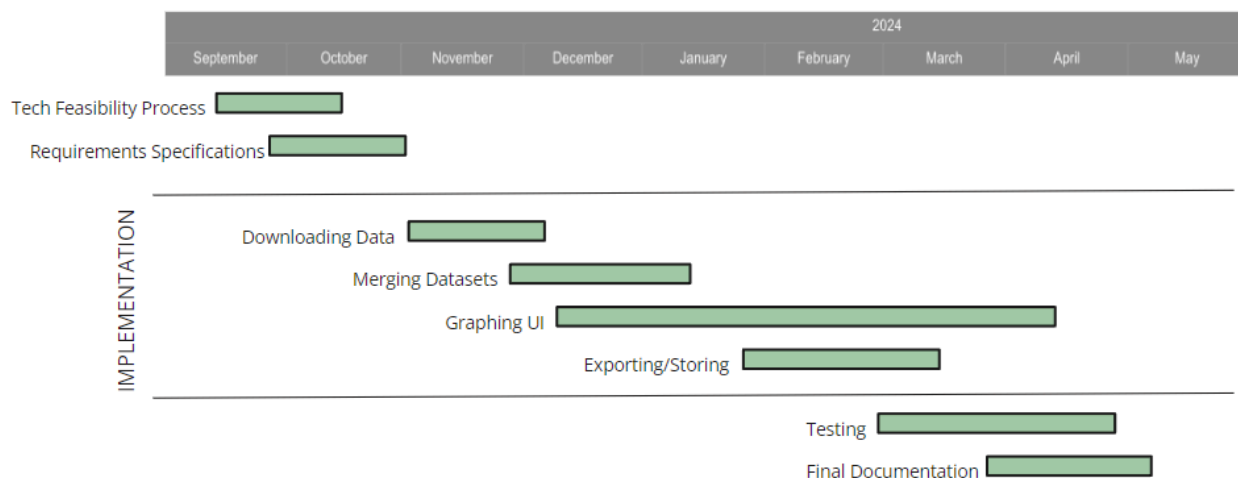 2024
September October November December January February March April May
Tech Feasibility Process
Requirements Specifications
IMPLEMENTATION
Downloading Data
Merging Datasets
Graphing UI
Exporting/Storing
Testing
Final Documentation